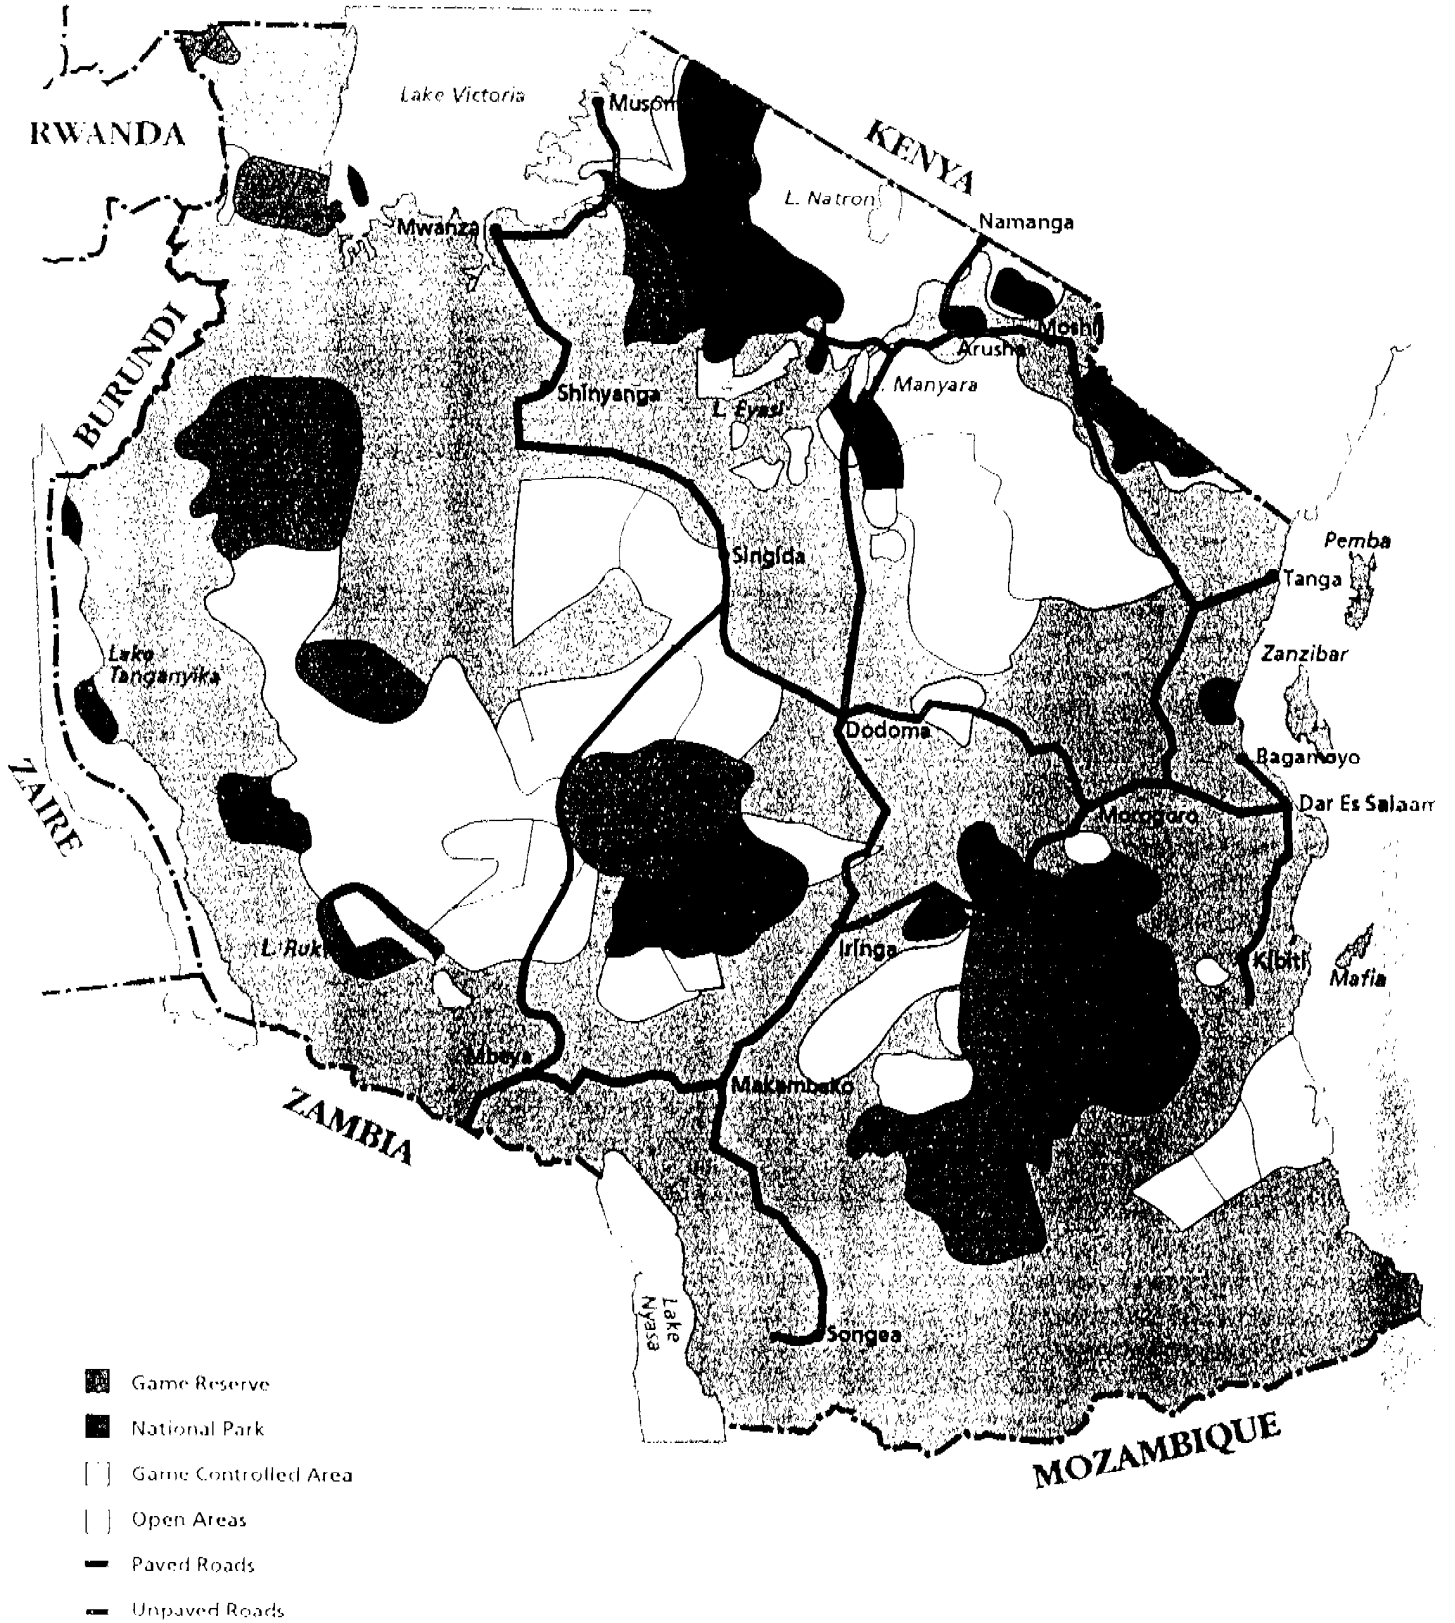 Lake Victoria
RWANDA
KENYA
L. Natron
Namanga
Mwanza
BURUNDI
Moshi
Arusha
Manyara
Shinyanga
L. Eyasi
Singida
Pemba
Tanga
Lake
Tanganyika
Zanzibar
Dodoma
Bagamoyo
ZAIRE
Dar Es Salaam
Morogoro
Iringa
Kibiti
Mafia
Mbeya
Makambako
ZAMBIA
Lake
Nyasa
Songea
MOZAMBIQUE
Game Reserve
National Park
Game Controlled Area
Open Areas
Paved Roads
Unpaved Roads